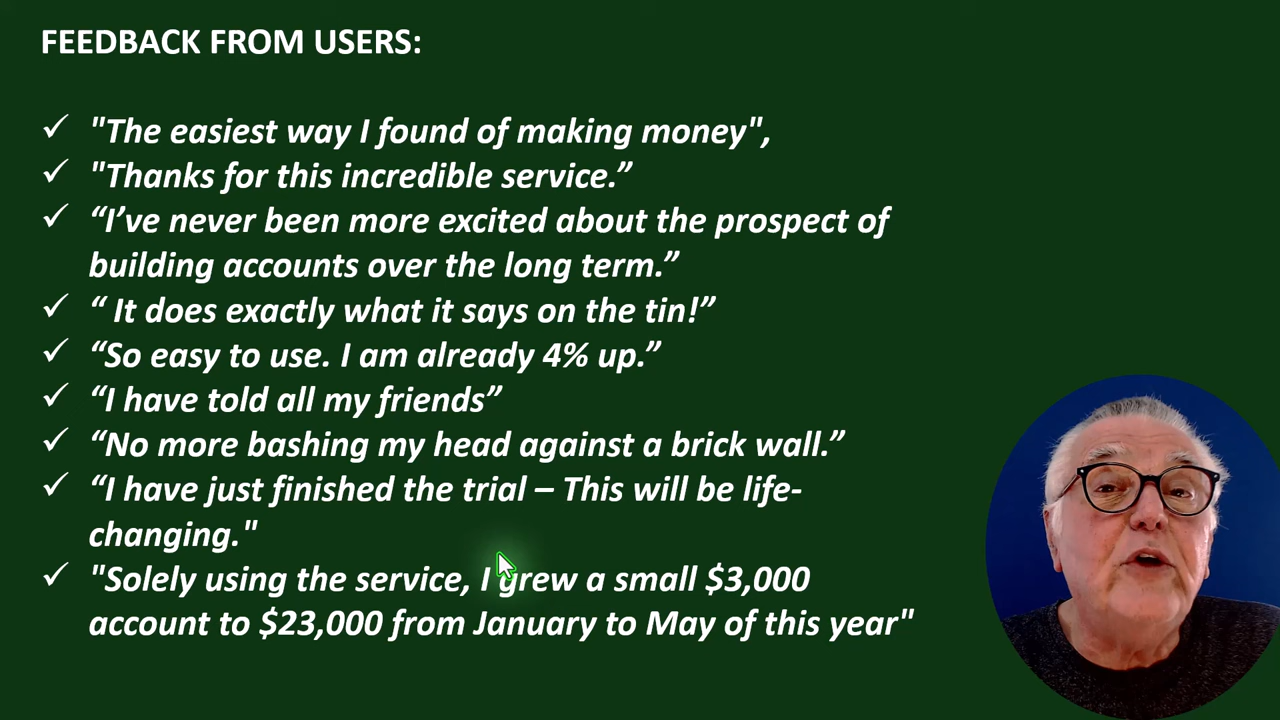 FEEDBACK FROM USERS:
✓ "The easiest way I found of making money",
✓ "Thanks for this incredible service.”
✓ “I’ve never been more excited about the prospect of
building accounts over the long term.”
✓ “ It does exactly what it says on the tin!”
✓ “So easy to use. I am already 4% up.”
✓ “I have told all my friends”
✓ “No more bashing my head against a brick wall.”
✓ “I have just finished the trial – This will be life-
changing."
✓ "Solely using the service, I grew a small $3,000
account to $23,000 from January to May of this year"